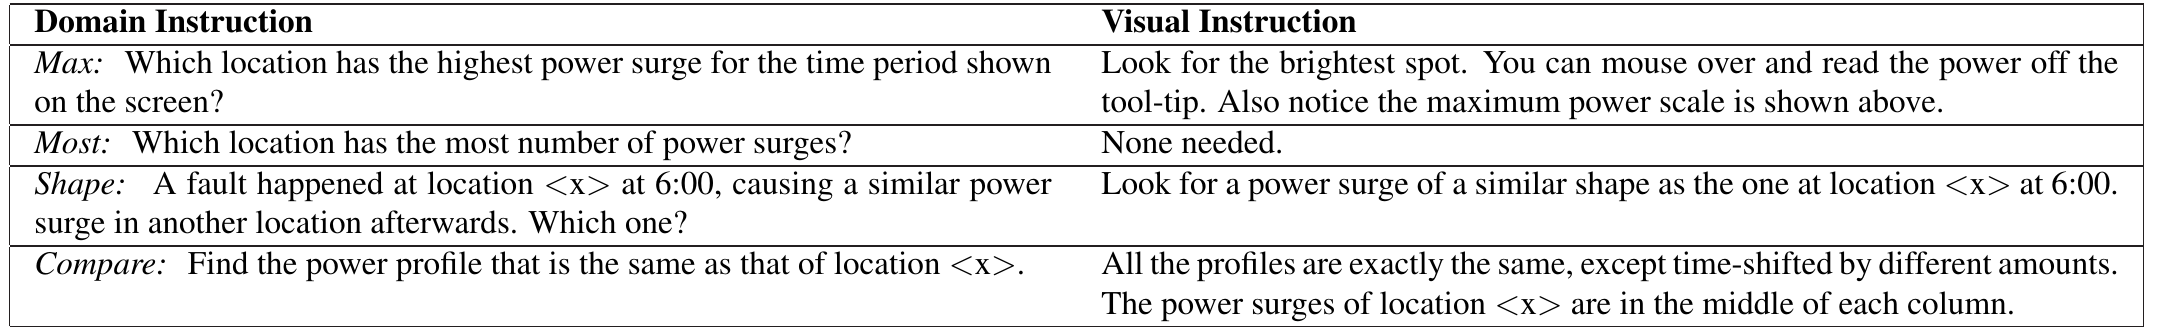 Domain Instruction Visual Instruction
Max: Which location has the highest power surge for the time period shown
on the screen?
Look for the brightest spot. You can mouse over and read the power off the
tool-tip. Also notice the maximum power scale is shown above.
Most: Which location has the most number of power surges?
None needed.
Shape: A fault happened at location <x> at 6:00, causing a similar power
surge in another location afterwards. Which one?
Look for a power surge of a similar shape as the one at location <x> at 6:00.
Compare: Find the power profile that is the same as that of location <x>.
All the profiles are exactly the same, except time-shifted by different amounts.
The power surges of location <x> are in the middle of each column.